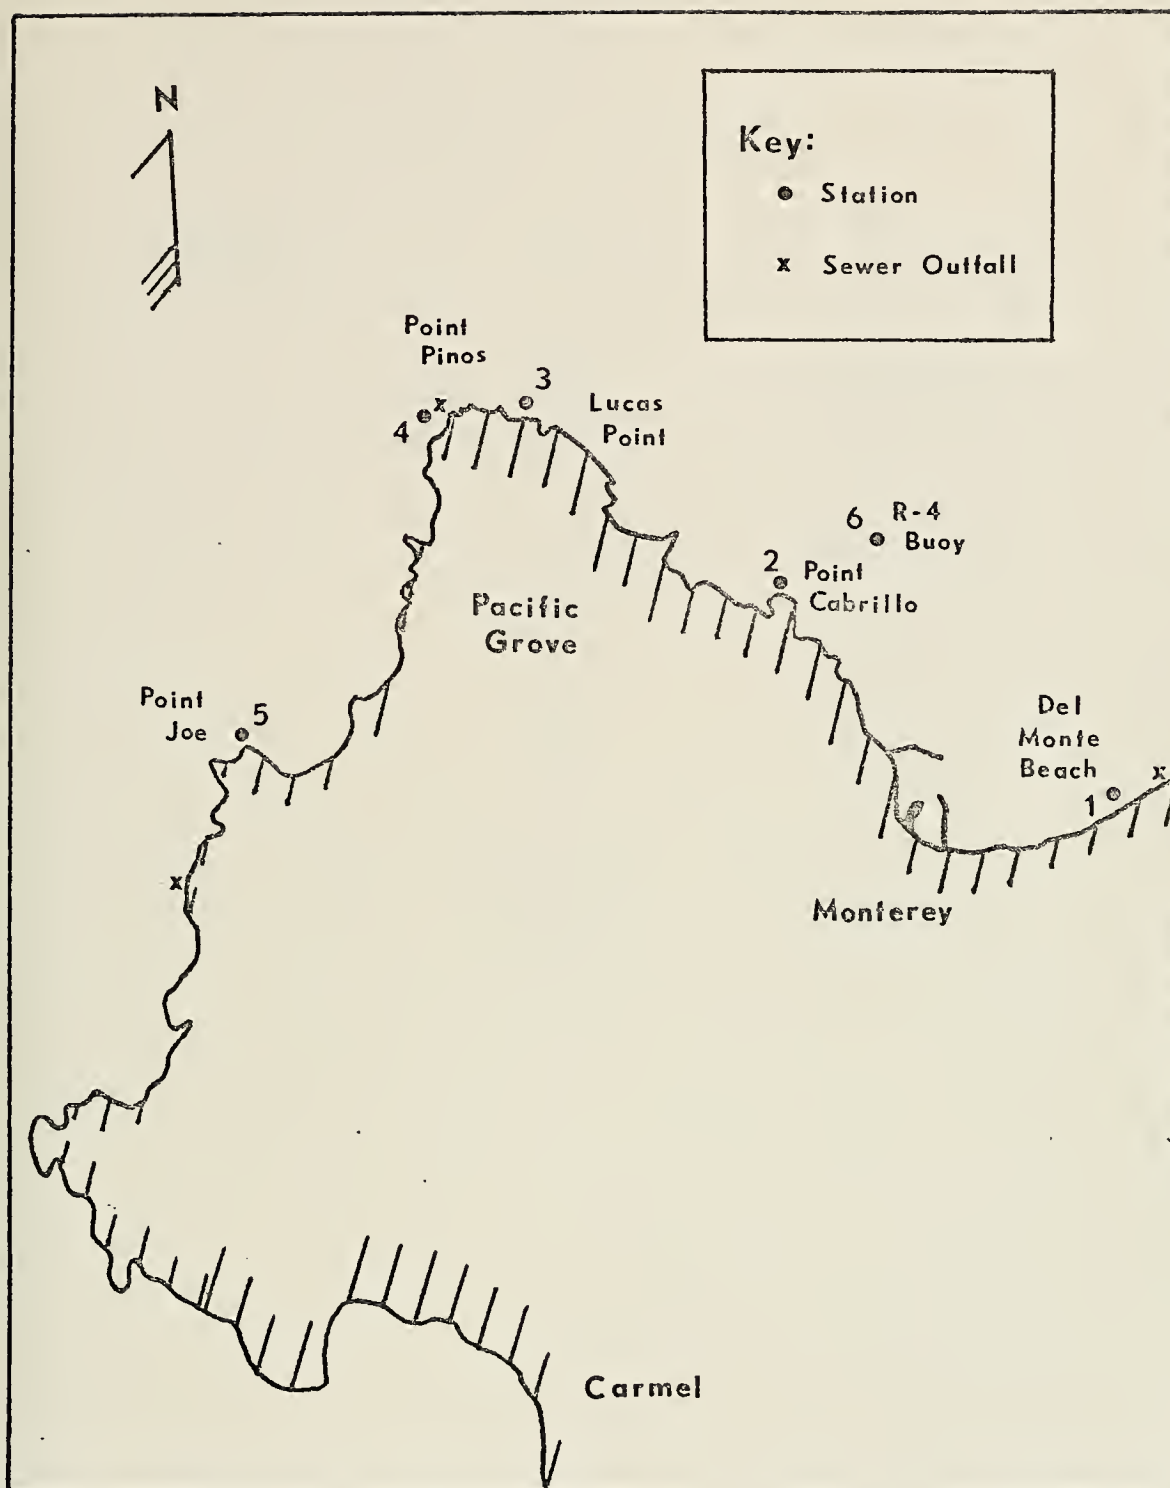 N
Key:
Station
x Sewer Outfall
Point
Pinos
x
3
4
Lucas
Point
6 R-4
Buoy
2
Point
Cabrillo
Pacific
Grove
Point
Joe
5
Del
Monte
Beach
x
1
x
Monterey
Carmel